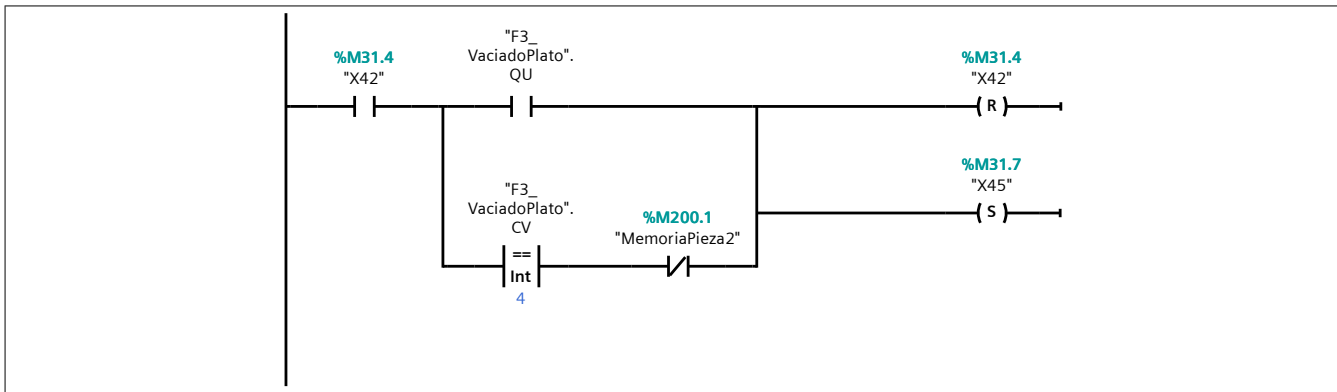 "F3_
VaciadoPlato".
QU
%M31.4
"X42"
%M31.4
"X42"
( R )
%M31.7
"X45"
( S )
"F3_
VaciadoPlato".
CV
%M200.1
"MemoriaPieza2"
==
Int
4